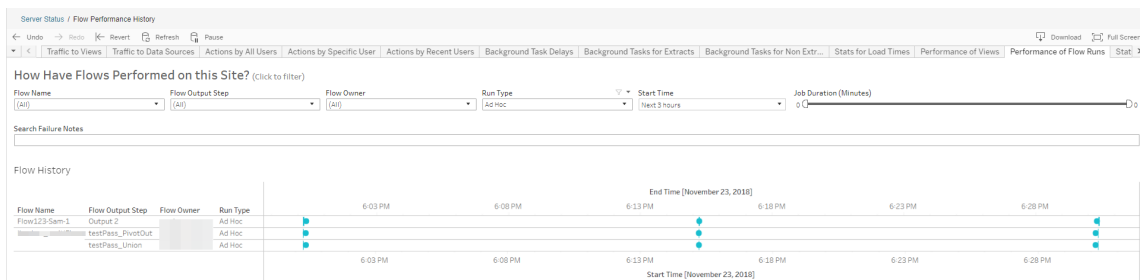 Server Status / Flow Performance History
← Undo → Redo Revert Refresh Pause Download Full Screen
Traffic to Views Traffic to Data Sources Actions by All Users Actions by Specific User Actions by Recent Users Background Task Delays Background Tasks for Extracts Background Tasks for Non Extr... Stats for Load Times Performance of Views Performance of Flow Runs Stat
How Have Flows Performed on this Site? (Click to filter)
Flow Name Flow Output Step Flow Owner Run Type Start Time Job Duration (Minutes)
(All) (All) (All) Ad Hoc Next 3 hours 0 0
Search Failure Notes
Flow History
End Time [November 23, 2018]
Flow Name Flow Output Step Flow Owner Run Type 6:03 PM 6:08 PM 6:13 PM 6:18 PM 6:23 PM 6:28 PM
Flow123-Sam-1 Output 2 Ad Hoc
testPass_PivotOut Ad Hoc
testPass_Union Ad Hoc
6:03 PM 6:08 PM 6:13 PM 6:18 PM 6:23 PM 6:28 PM
Start Time [November 23, 2018]